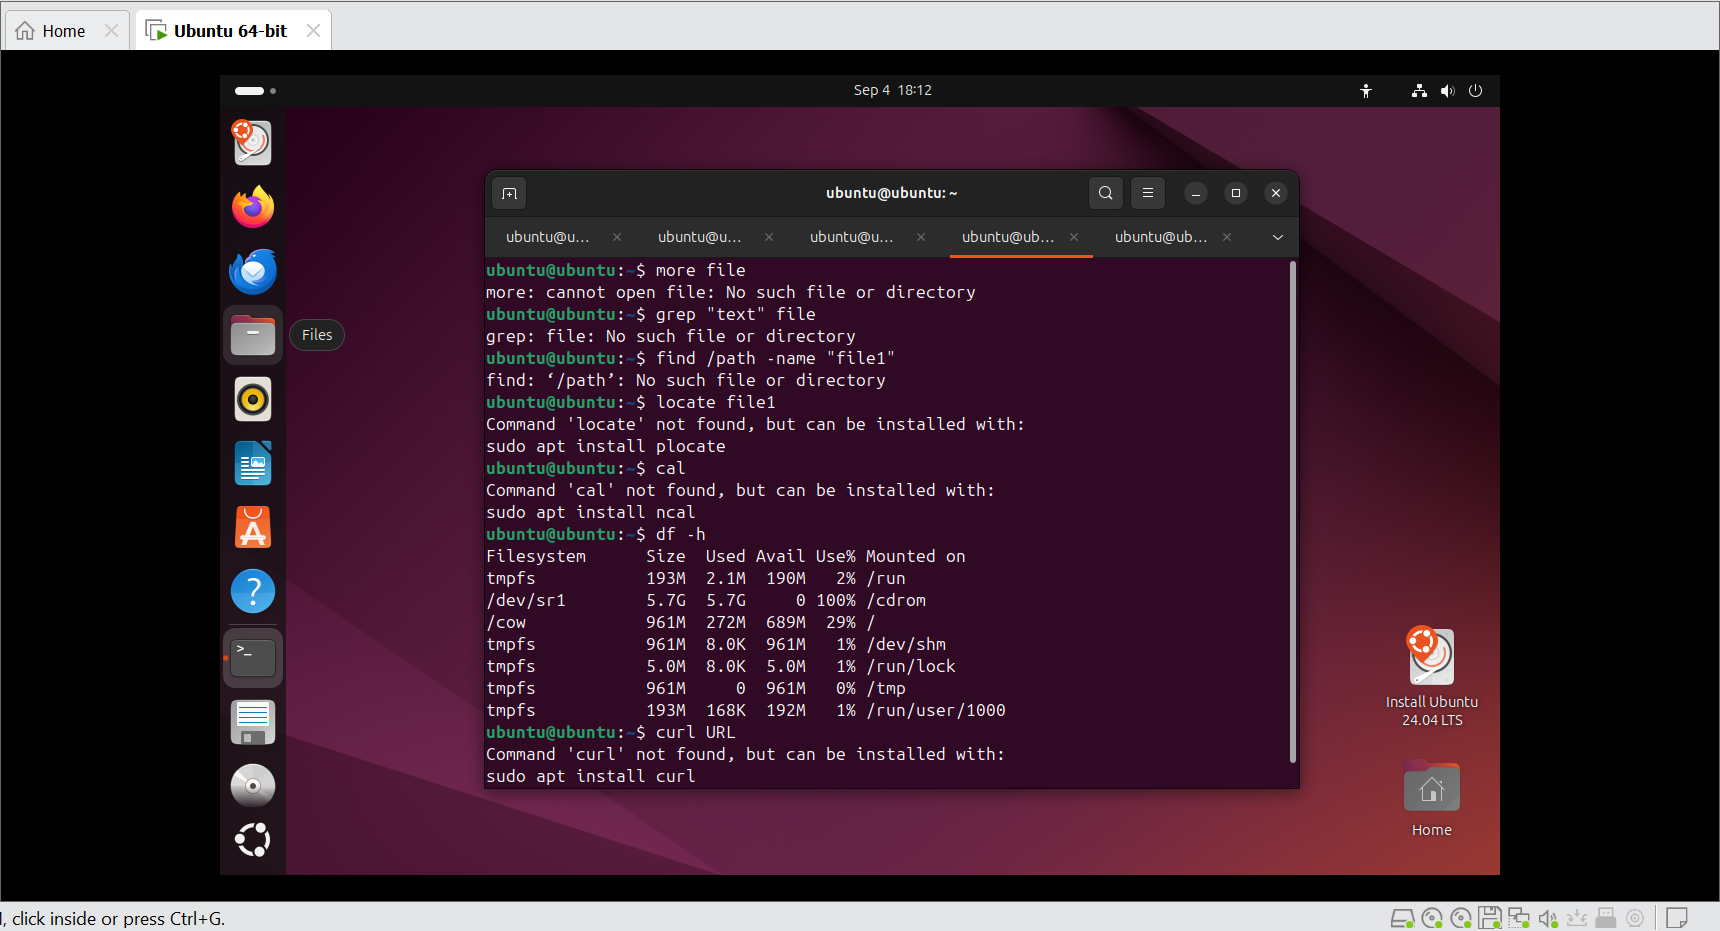 Home
Ubuntu 64-bit
Sep 4 18:12
Files
ubuntu@ubuntu: ~
ubuntu@u... ubuntu@u... ubuntu@u... ubuntu@ub... ubuntu@ub...
ubuntu@ubuntu:~$ more file
more: cannot open file: No such file or directory
ubuntu@ubuntu:~$ grep "text" file
grep: file: No such file or directory
ubuntu@ubuntu:~$ find /path -name "file1"
find: ‘/path’: No such file or directory
ubuntu@ubuntu:~$ locate file1
Command 'locate' not found, but can be installed with:
sudo apt install plocate
ubuntu@ubuntu:~$ cal
Command 'cal' not found, but can be installed with:
sudo apt install ncal
ubuntu@ubuntu:~$ df -h
Filesystem      Size  Used Avail Use% Mounted on
tmpfs           193M  2.1M  190M   2% /run
/dev/sr1        5.7G  5.7G     0 100% /cdrom
/cow            961M  272M  689M  29% /
tmpfs           961M  8.0K  961M   1% /dev/shm
tmpfs           5.0M  8.0K  5.0M   1% /run/lock
tmpfs           961M     0  961M   0% /tmp
tmpfs           193M  168K  192M   1% /run/user/1000
ubuntu@ubuntu:~$ curl URL
Command 'curl' not found, but can be installed with:
sudo apt install curl
Install Ubuntu
24.04 LTS
Home
, click inside or press Ctrl+G.